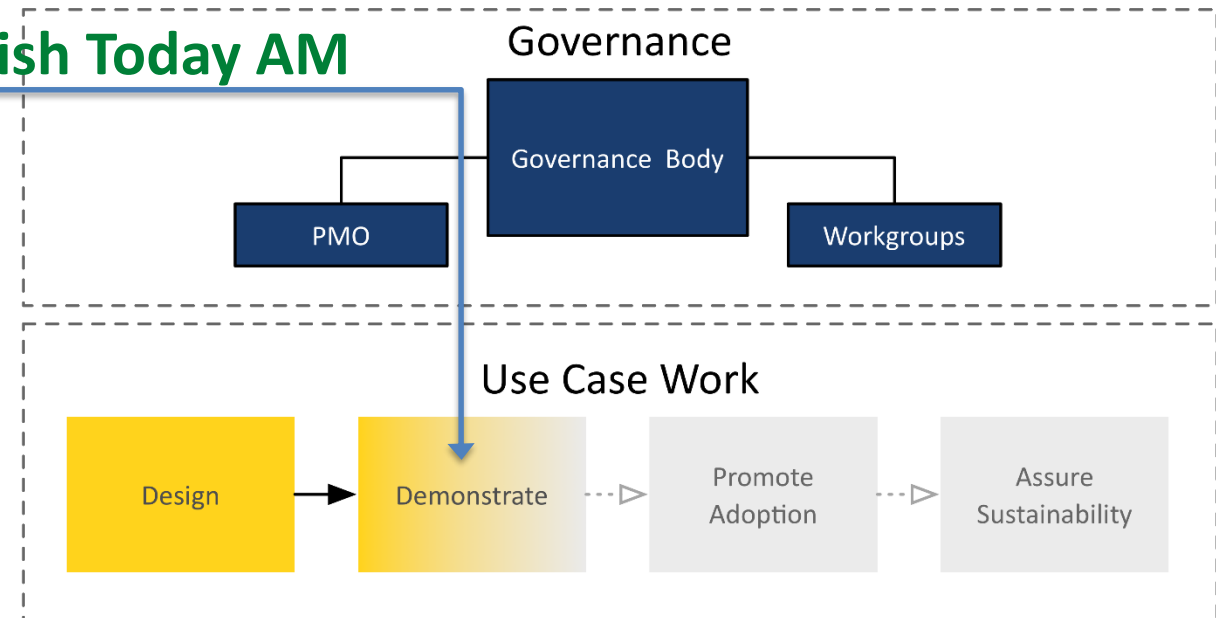 ish Today AM
Governance
Governance Body
PMO
Workgroups
Use Case Work
Design
Demonstrate
Promote
Adoption
Assure
Sustainability